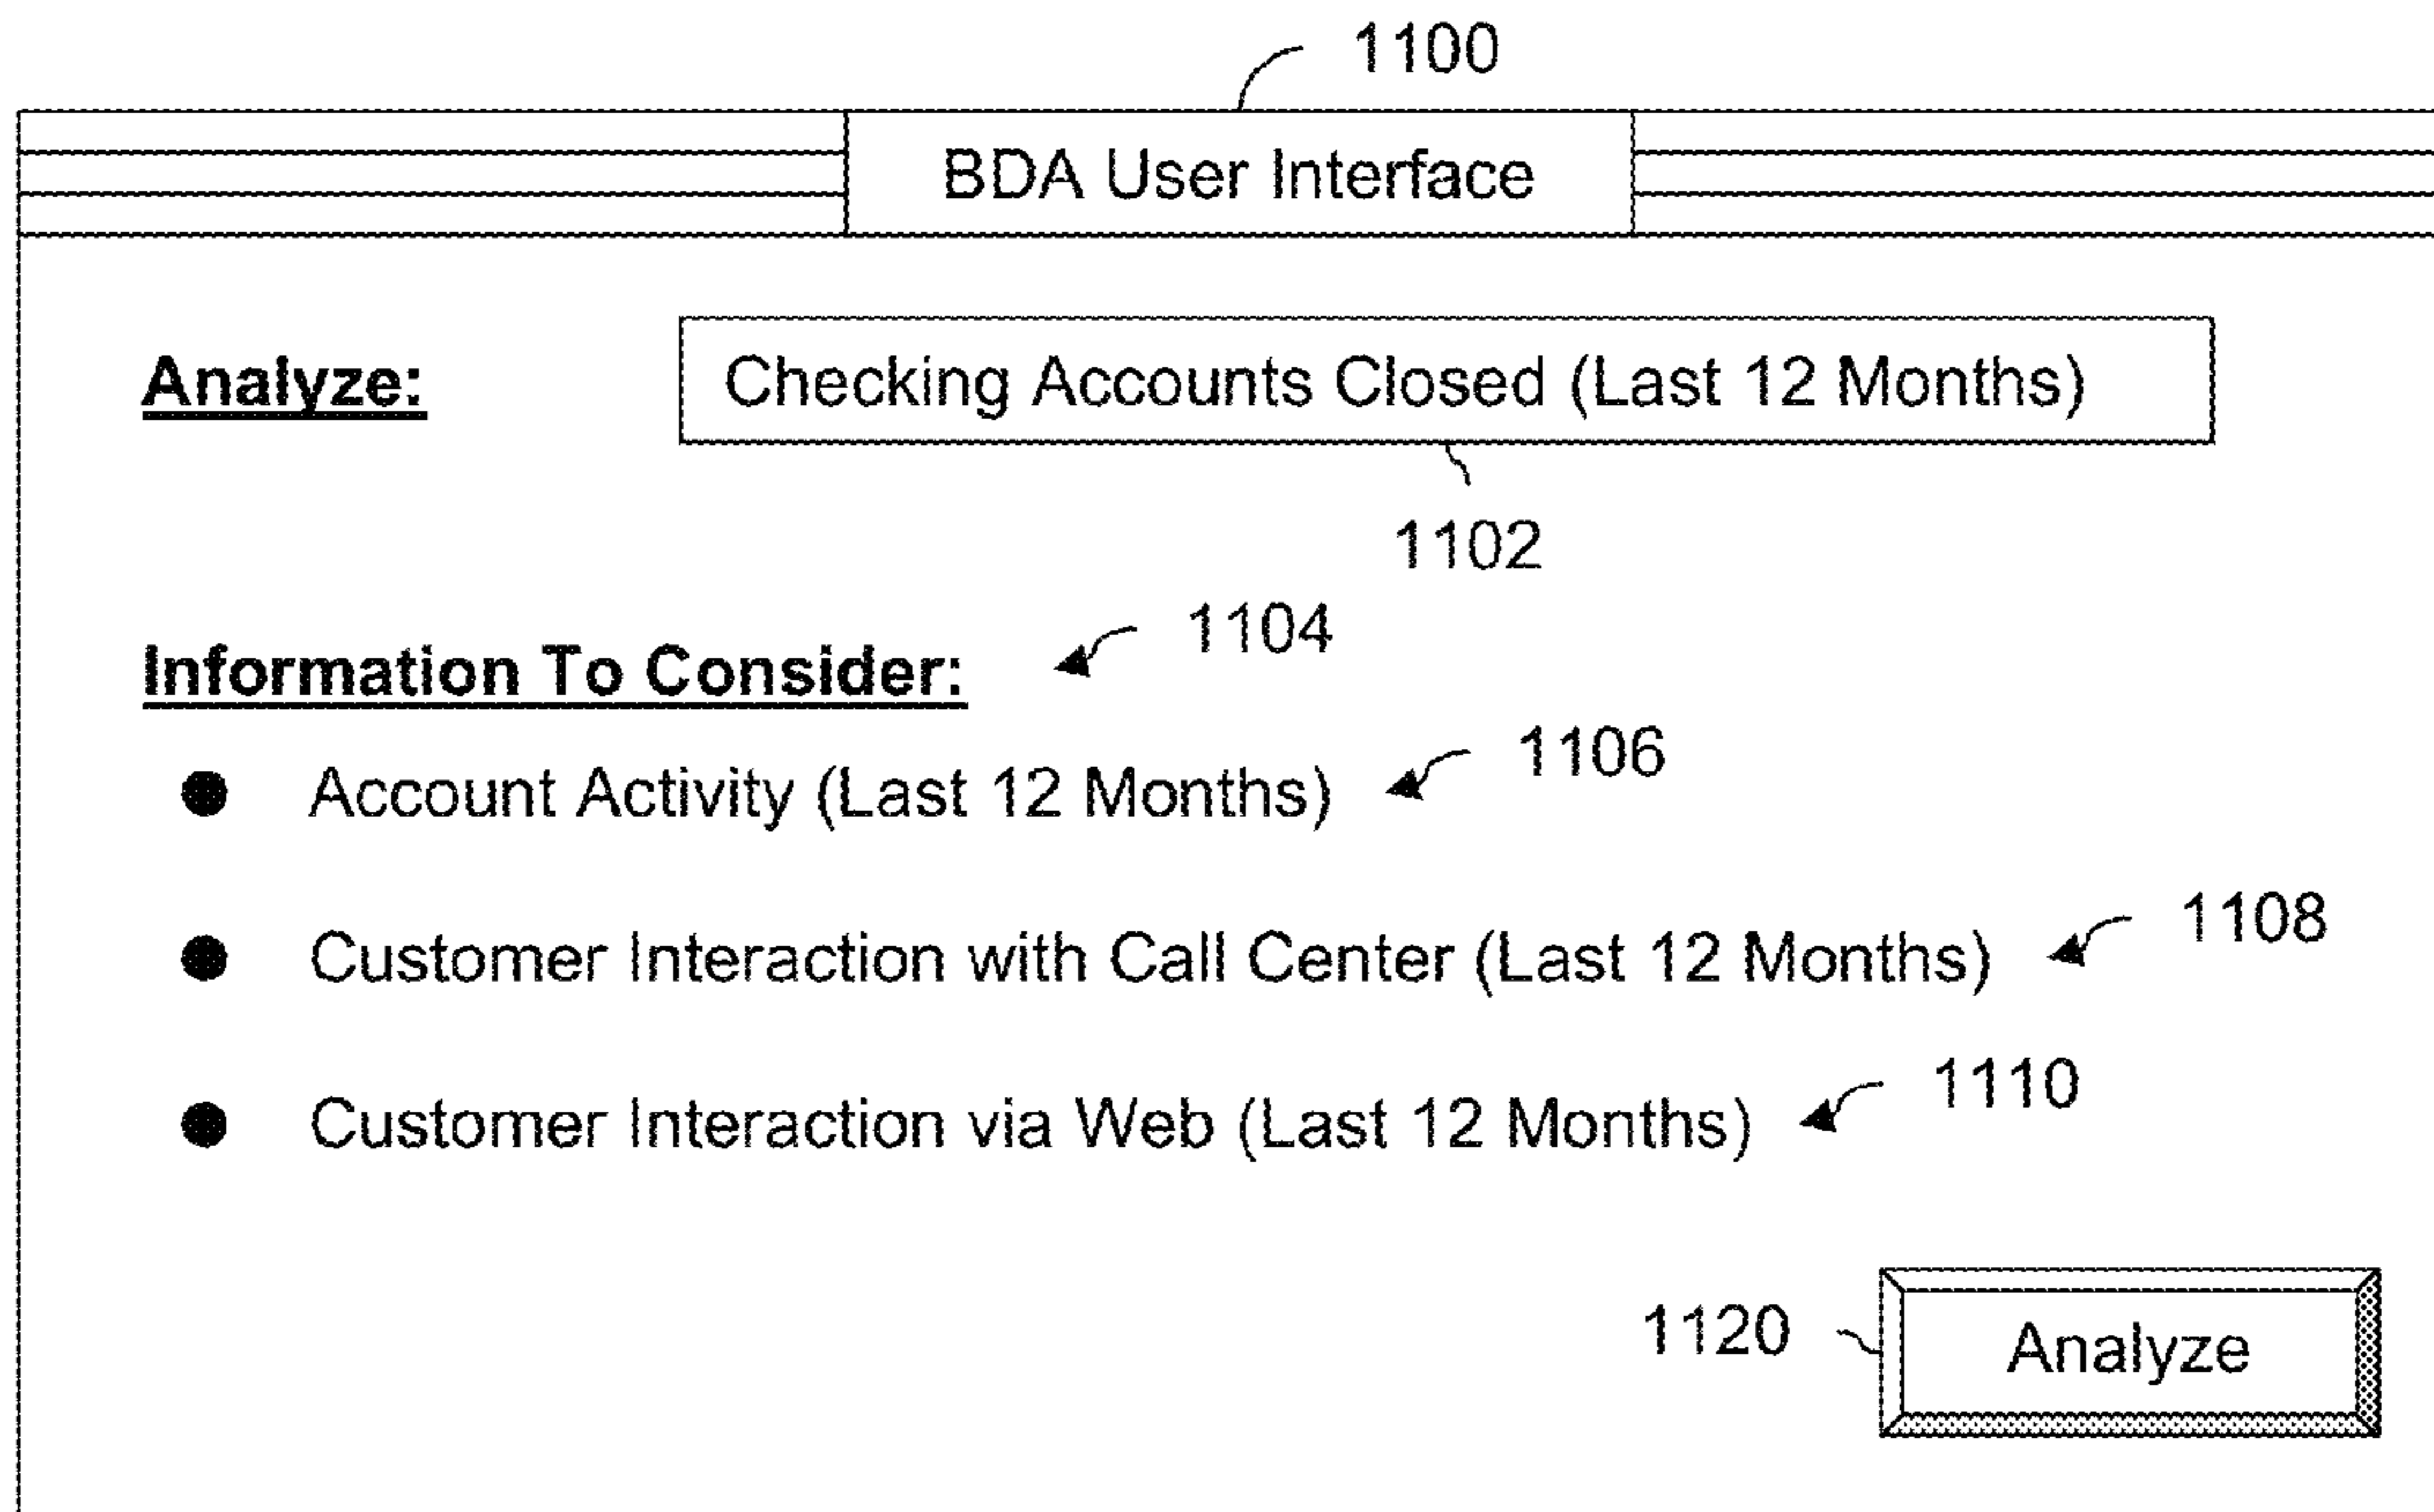 1100
BDA User Interface
Analyze: Checking Accounts Closed (Last 12 Months)
1102
Information To Consider: 1104
● Account Activity (Last 12 Months) 1106
● Customer Interaction with Call Center (Last 12 Months) 1108
● Customer Interaction via Web (Last 12 Months) 1110
1120 Analyze